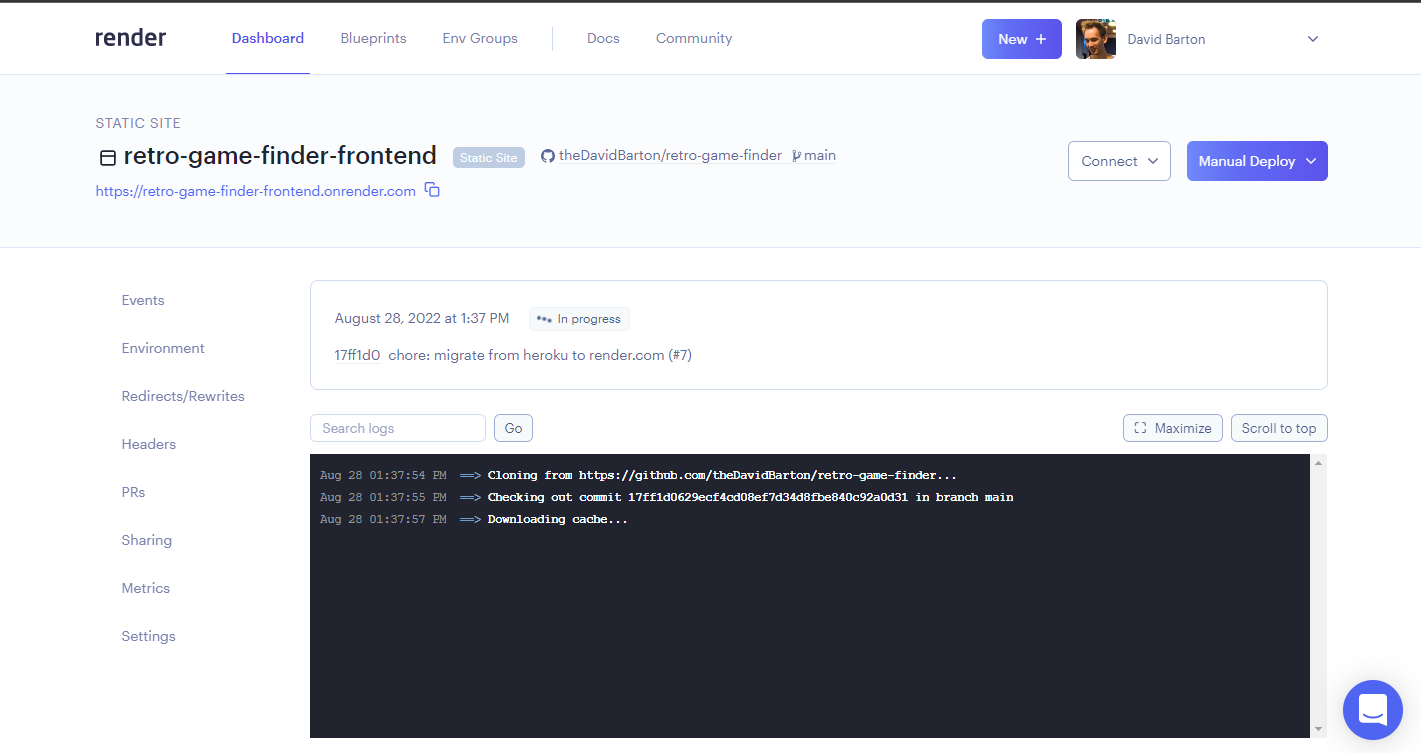 render Dashboard Blueprints Env Groups Docs Community New + David Barton
STATIC SITE
retro-game-finder-frontend Static Site theDavidBarton/retro-game-finder main
Connect Manual Deploy
https://retro-game-finder-frontend.onrender.com
Events
Environment
Redirects/Rewrites
Headers
PRs
Sharing
Metrics
Settings
August 28, 2022 at 1:37 PM In progress
17ff1d0 chore: migrate from heroku to render.com (#7)
Search logs Go Maximize Scroll to top
Aug 28 01:37:54 PM ==> Cloning from https://github.com/theDavidBarton/retro-game-finder...
Aug 28 01:37:55 PM ==> Checking out commit 17ff1d0629ecf4cd08ef7d34d8fbe840c92a0d31 in branch main
Aug 28 01:37:57 PM ==> Downloading cache...